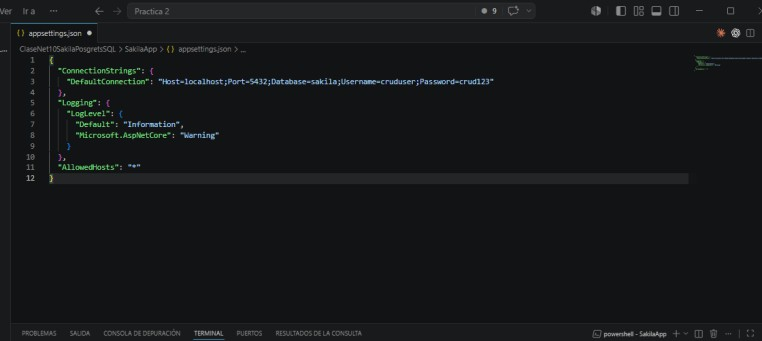 Ver Ir a ··· Practica 2 9
{} appsettings.json ●
ClaseNet10SakilaPosgretsSQL > SakilaApp > {} appsettings.json > ...
1 {
2 "ConnectionStrings": {
3 "DefaultConnection": "Host=localhost;Port=5432;Database=sakila;Username=cruduser;Password=crud123"
4 },
5 "Logging": {
6 "LogLevel": {
7 "Default": "Information",
8 "Microsoft.AspNetCore": "Warning"
9 }
10 },
11 "AllowedHosts": "*"
12 }
PROBLEMAS SALIDA CONSOLA DE DEPURACIÓN TERMINAL PUERTOS RESULTADOS DE LA CONSULTA powershell - SakilaApp